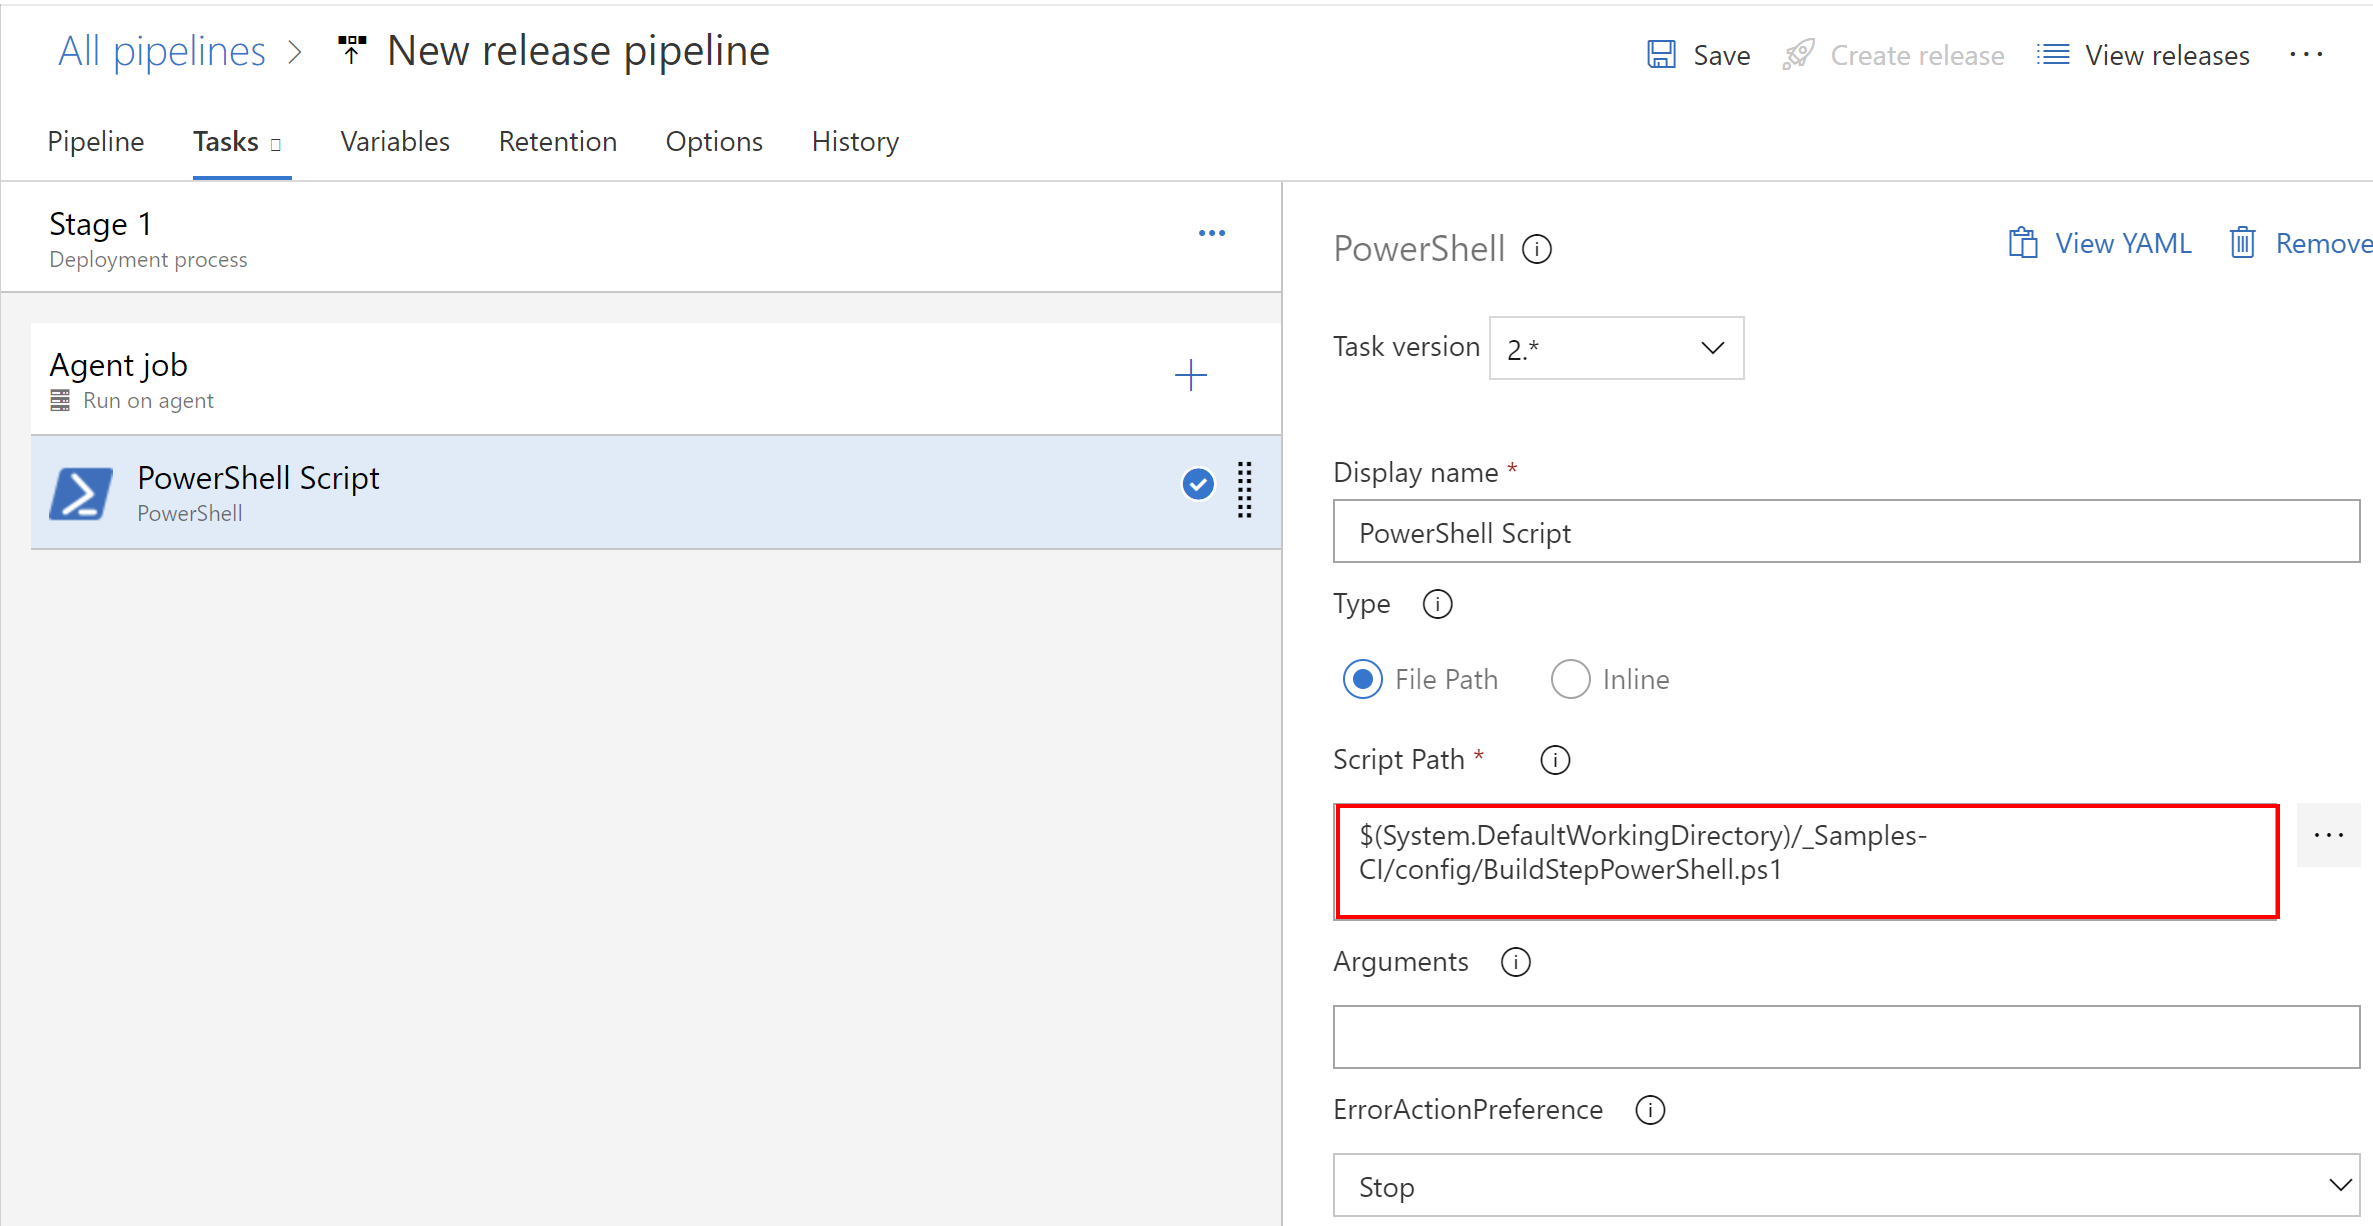 All pipelines > New release pipeline
Save Create release View releases ...
Pipeline Tasks Variables Retention Options History
Stage 1
Deployment process
Agent job
Run on agent
PowerShell Script
PowerShell
PowerShell
View YAML Remove
Task version 2.*
Display name *
PowerShell Script
Type
File Path Inline
Script Path *
$(System.DefaultWorkingDirectory)/_Samples-
CI/config/BuildStepPowerShell.ps1
Arguments
ErrorActionPreference
Stop